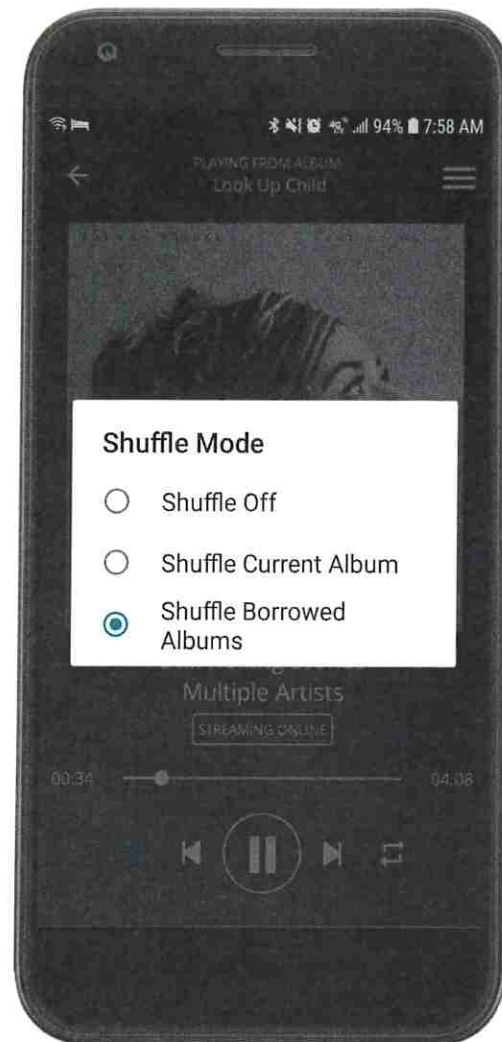 94% 7:58 AM
PLAYING FROM ALBUM
Look Up Child
Shuffle Mode
Shuffle Off
Shuffle Current Album
Shuffle Borrowed
Albums
Multiple Artists
STREAMING ONLINE
00:34 04:08